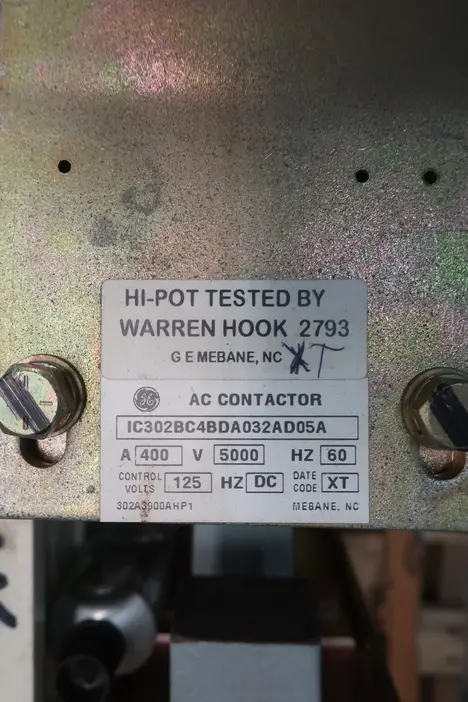 HI-POT TESTED BY
WARREN HOOK 2793
G E MEBANE, NC XT
GE AC CONTACTOR
IC302BC4BDA032AD05A
A 400 V 5000 HZ 60
CONTROL VOLTS 125 HZ DC DATE CODE XT
302A3900AHP1 MEBANE, NC